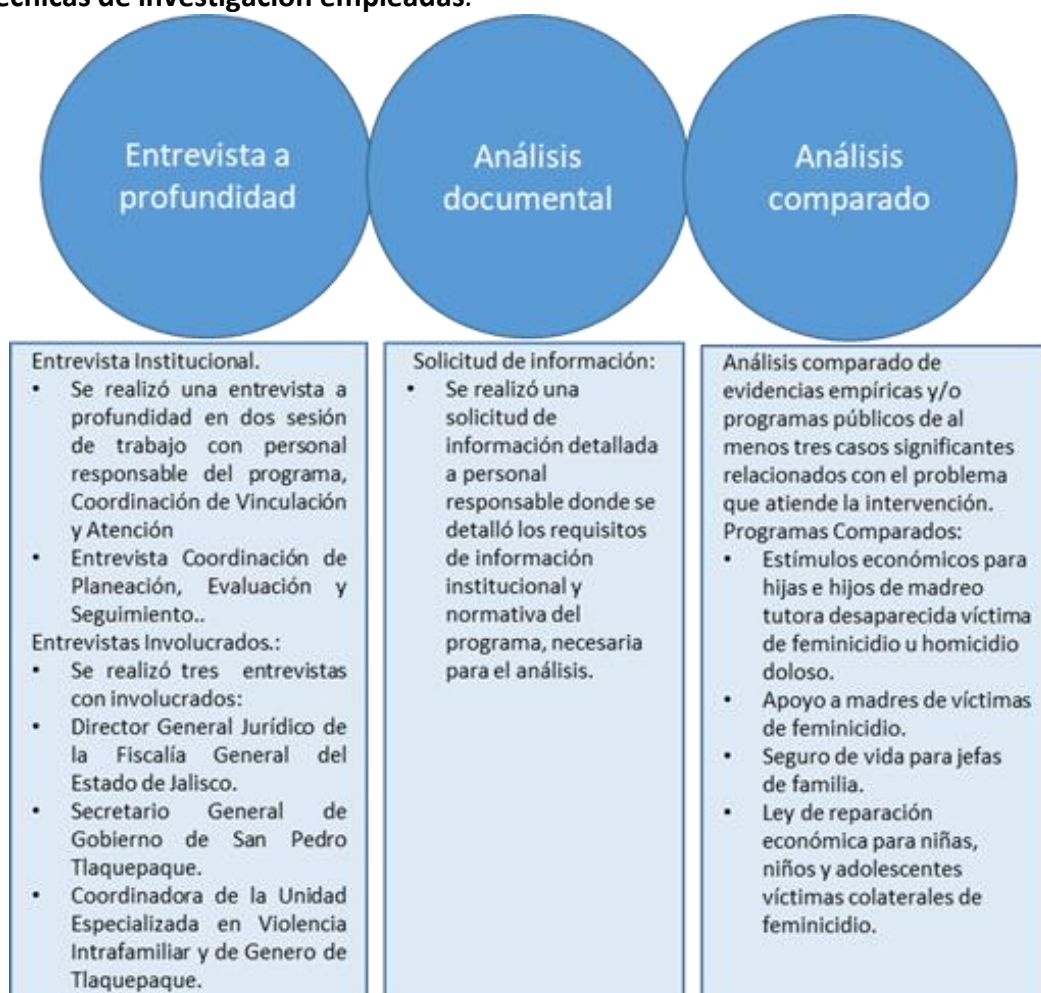 écnicas de investigación empleadas.
Entrevista a
profundidad
Análisis
documental
Análisis
comparado
Entrevista Institucional.
• Se realizó una entrevista a
profundidad en dos sesión
de trabajo con personal
responsable del programa,
Coordinación de Vinculación
y Atención
• Entrevista Coordinación de
Planeación, Evaluación y
Seguimiento..
Entrevistas Involucrados.:
• Se realizó tres entrevistas
con involucrados:
• Director General Jurídico de
la Fiscalía General del
Estado de Jalisco.
• Secretario General de
Gobierno de San Pedro
Tlaquepaque.
• Coordinadora de la Unidad
Especializada en Violencia
Intrafamiliar y de Genero de
Tlaquepaque.
Solicitud de información:
• Se realizó una
solicitud de
información detallada
a personal
responsable donde se
detalló los requisitos
de información
institucional y
normativa del
programa, necesaria
para el análisis.
Análisis comparado de
evidencias empíricas y/o
programas públicos de al
menos tres casos significantes
relacionados con el problema
que atiende la intervención.
Programas Comparados:
• Estímulos económicos para
hijas e hijos de madreo
tutora desaparecida víctima
de feminicidio u homicidio
doloso.
• Apoyo a madres de víctimas
de feminicidio.
• Seguro de vida para jefas
de familia.
• Ley de reparación
económica para niñas,
niños y adolescentes
víctimas colaterales de
feminicidio.